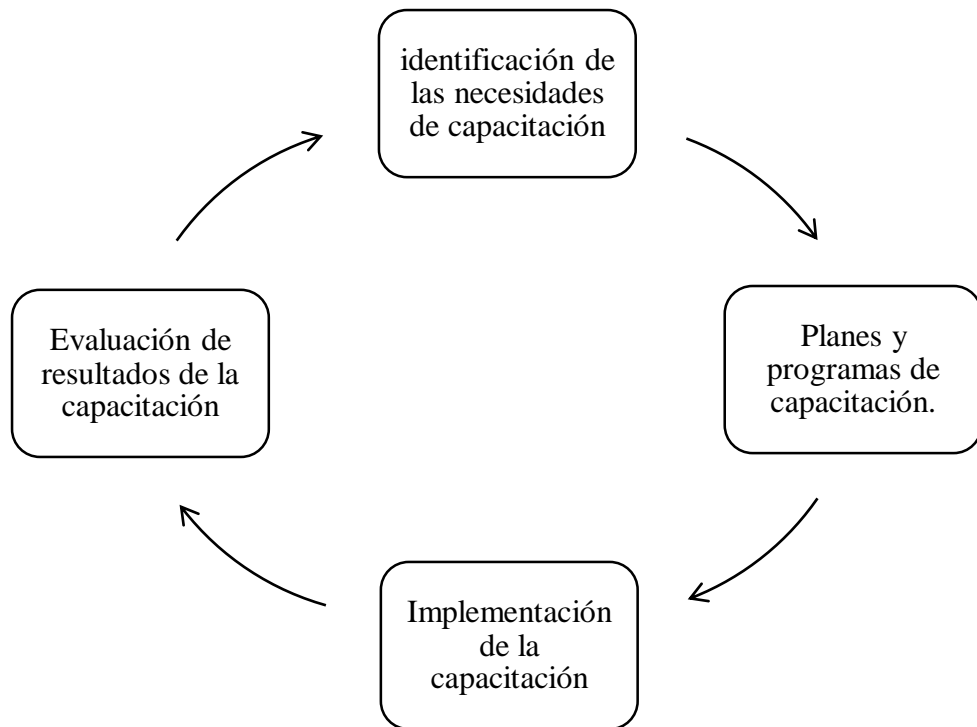 identificación de
las necesidades
de capacitación
Planes y
programas de
capacitación.
Implementación
de la
capacitación
Evaluación de
resultados de la
capacitación